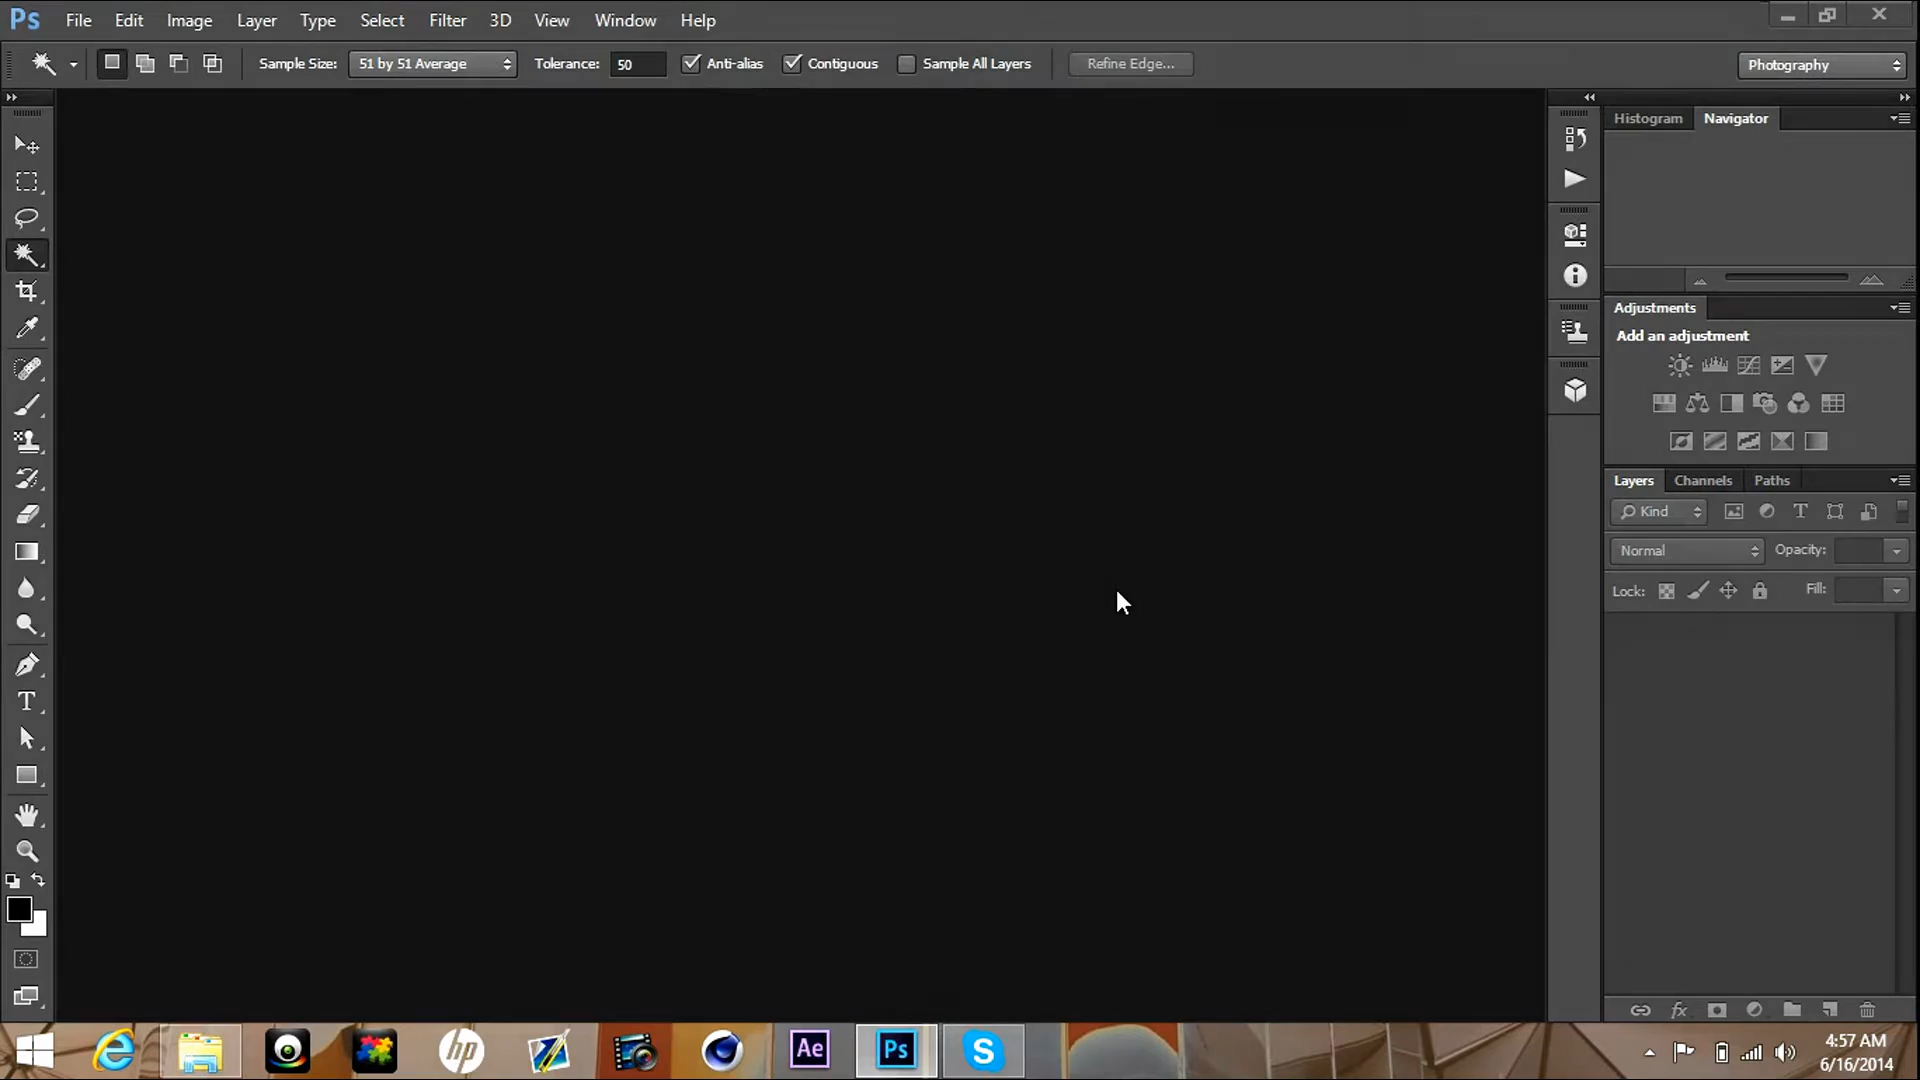 Ps File Edit Image Layer Type Select Filter 3D View Window Help
Sample Size: 51 by 51 Average Tolerance: 50 Anti-alias Contiguous Sample All Layers Refine Edge... Photography
Histogram Navigator
Adjustments
Add an adjustment
Layers Channels Paths
Kind T
Normal Opacity:
Lock: Fill:
T
fx
hp Ae Ps S
4:57 AM
6/16/2014